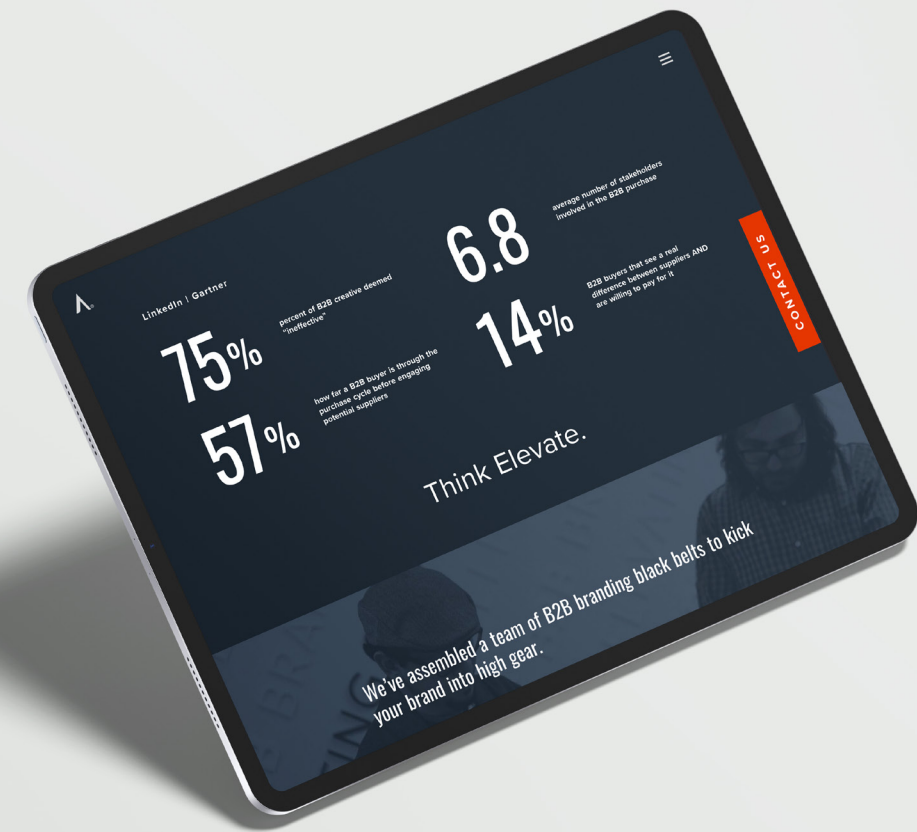 LinkedIn | Gartner
75%
percent of B2B creative deemed
"ineffective"
57%
how far a B2B buyer is through the
purchase cycle before engaging
potential suppliers
6.8
average number of stakeholders
involved in the B2B purchase
14%
B2B buyers that see a real
difference between suppliers AND
are willing to pay for it
CONTACT US
Think Elevate.
We've assembled a team of B2B branding black belts to kick
your brand into high gear.